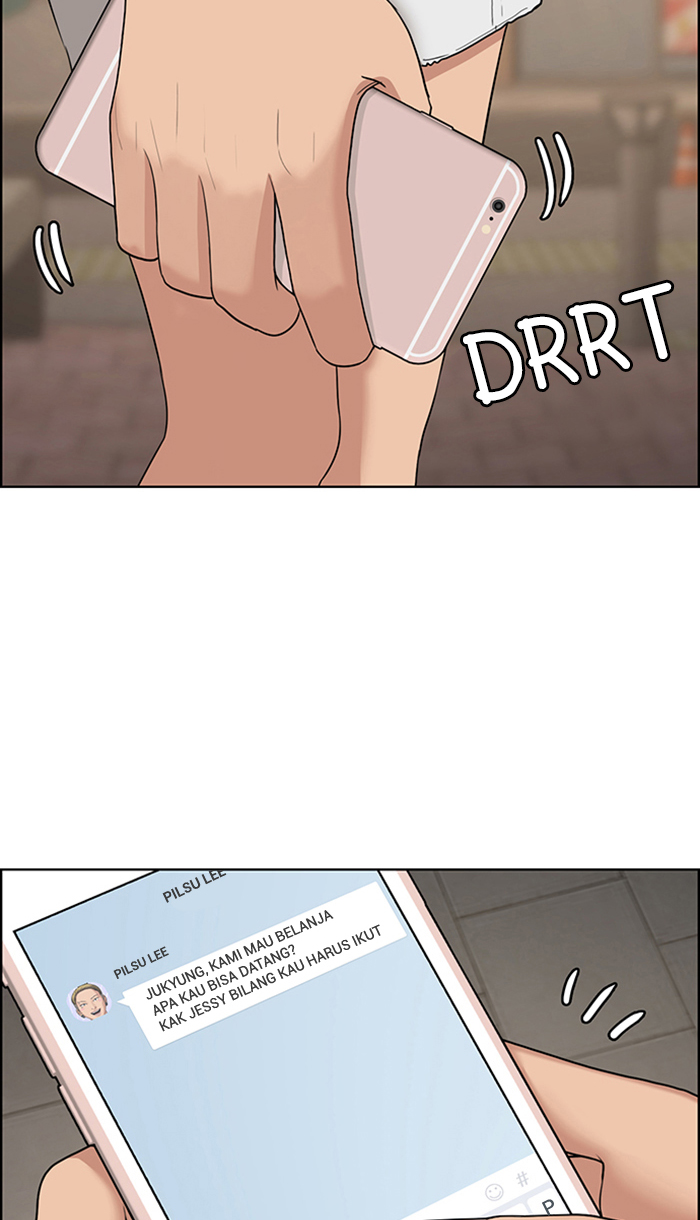 DRRT
PILSU LEE
PILSU LEE
JUKYUNG, KAMI MAU BELANJA
APA KAU BISA DATANG?
KAK JESSY BILANG KAU HARUS IKUT
#
P